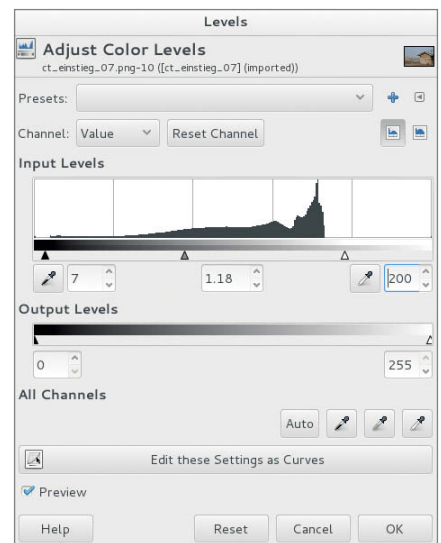 Levels
Adjust Color Levels
ct_einstieg_07.png-10 ([ct_einstieg_07] (imported))
Presets:
Channel: Value Reset Channel
Input Levels
7 1.18 200
Output Levels
0 255
All Channels
Auto
Edit these Settings as Curves
Preview
Help Reset Cancel OK